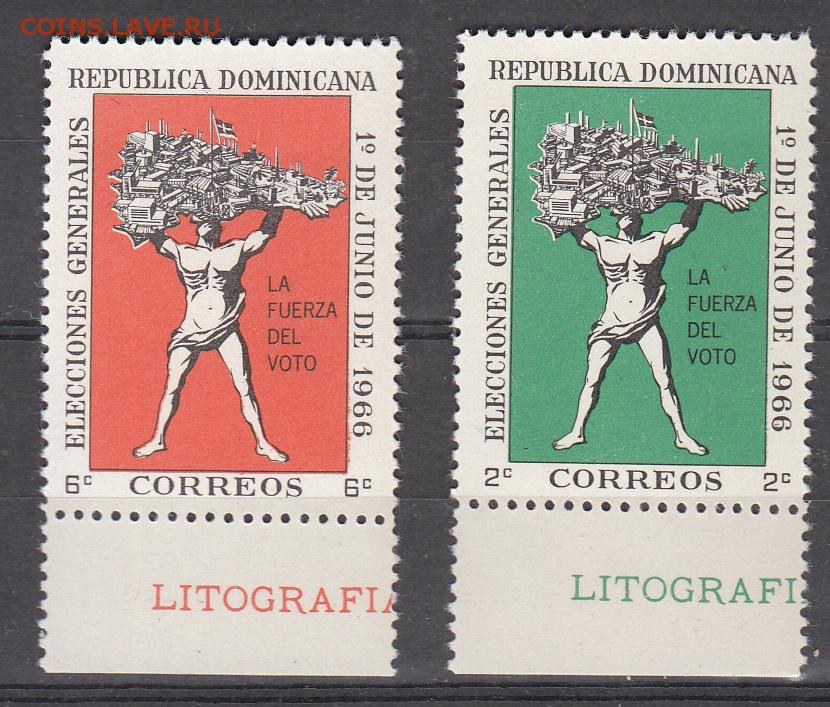 COINS.LAVE.RU
REPUBLICA DOMINICANA
ELECCIONES GENERALES
1º DE JUNIO DE 1966
LA
FUERZA
DEL
VOTO
6c CORREOS 6c
LITOGRAFIA
REPUBLICA DOMINICANA
ELECCIONES GENERALES
1º DE JUNIO DE 1966
LA
FUERZA
DEL
VOTO
2c CORREOS 2c
LITOGRAFI